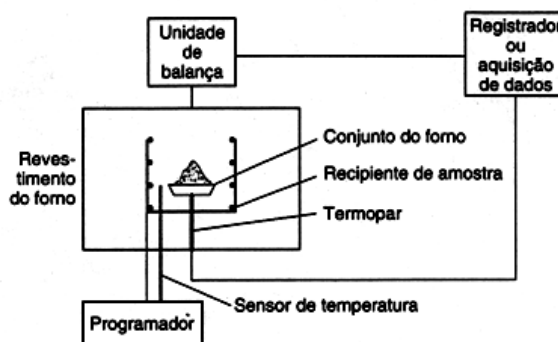 Unidade
de
balança
Registrador
ou
aquisição
de dados
Reves-
timento
do forno
Conjunto do forno
Recipiente de amostra
Termopar
Sensor de temperatura
Programador